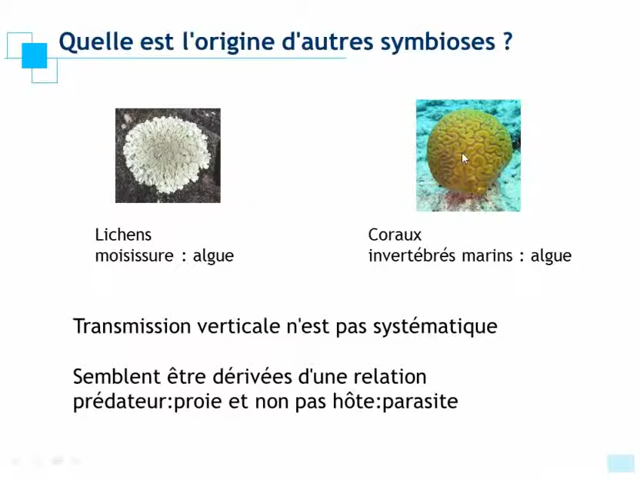 Quelle est l'origine d'autres symbioses ?
Lichens
moisissure : algue
Coraux
invertébrés marins : algue
Transmission verticale n'est pas systématique
Semblent être dérivées d'une relation
prédateur:proie et non pas hôte:parasite